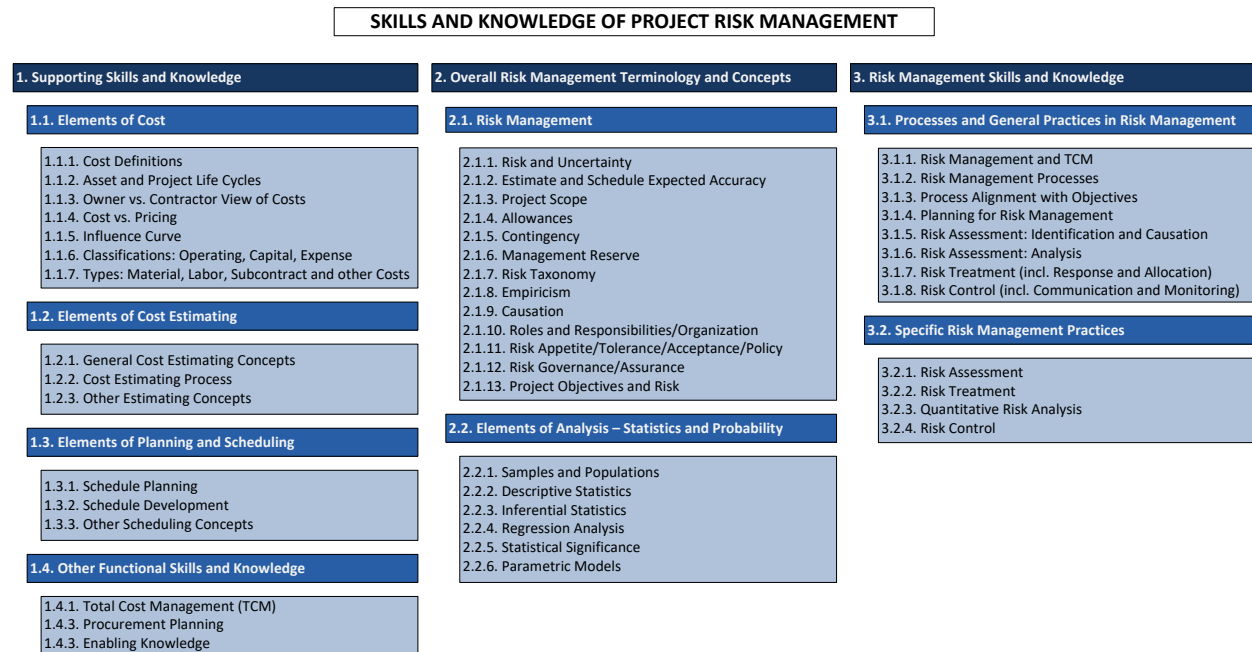 SKILLS AND KNOWLEDGE OF PROJECT RISK MANAGEMENT
1. Supporting Skills and Knowledge
1.1. Elements of Cost
1.1.1. Cost Definitions
1.1.2. Asset and Project Life Cycles
1.1.3. Owner vs. Contractor View of Costs
1.1.4. Cost vs. Pricing
1.1.5. Influence Curve
1.1.6. Classifications: Operating, Capital, Expense
1.1.7. Types: Material, Labor, Subcontract and other Costs
1.2. Elements of Cost Estimating
1.2.1. General Cost Estimating Concepts
1.2.2. Cost Estimating Process
1.2.3. Other Estimating Concepts
1.3. Elements of Planning and Scheduling
1.3.1. Schedule Planning
1.3.2. Schedule Development
1.3.3. Other Scheduling Concepts
1.4. Other Functional Skills and Knowledge
1.4.1. Total Cost Management (TCM)
1.4.3. Procurement Planning
1.4.3. Enabling Knowledge
2. Overall Risk Management Terminology and Concepts
2.1. Risk Management
2.1.1. Risk and Uncertainty
2.1.2. Estimate and Schedule Expected Accuracy
2.1.3. Project Scope
2.1.4. Allowances
2.1.5. Contingency
2.1.6. Management Reserve
2.1.7. Risk Taxonomy
2.1.8. Empiricism
2.1.9. Causation
2.1.10. Roles and Responsibilities/Organization
2.1.11. Risk Appetite/Tolerance/Acceptance/Policy
2.1.12. Risk Governance/Assurance
2.1.13. Project Objectives and Risk
2.2. Elements of Analysis – Statistics and Probability
2.2.1. Samples and Populations
2.2.2. Descriptive Statistics
2.2.3. Inferential Statistics
2.2.4. Regression Analysis
2.2.5. Statistical Significance
2.2.6. Parametric Models
3. Risk Management Skills and Knowledge
3.1. Processes and General Practices in Risk Management
3.1.1. Risk Management and TCM
3.1.2. Risk Management Processes
3.1.3. Process Alignment with Objectives
3.1.4. Planning for Risk Management
3.1.5. Risk Assessment: Identification and Causation
3.1.6. Risk Assessment: Analysis
3.1.7. Risk Treatment (incl. Response and Allocation)
3.1.8. Risk Control (incl. Communication and Monitoring)
3.2. Specific Risk Management Practices
3.2.1. Risk Assessment
3.2.2. Risk Treatment
3.2.3. Quantitative Risk Analysis
3.2.4. Risk Control